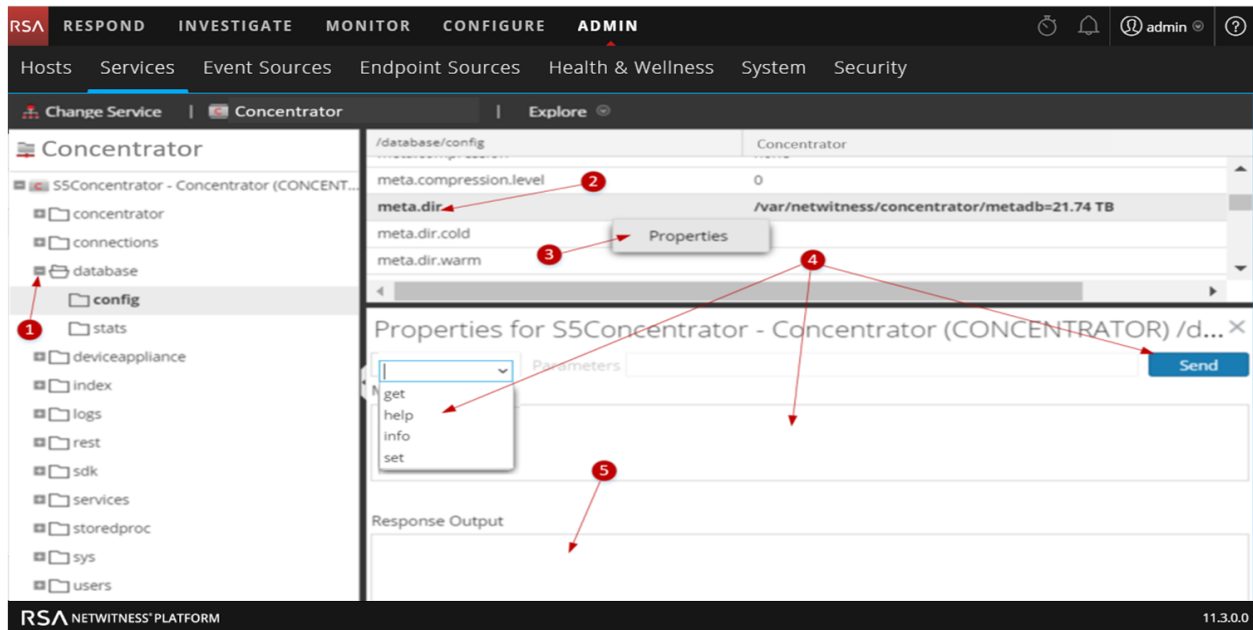 RSA RESPOND INVESTIGATE MONITOR CONFIGURE ADMIN admin ?
Hosts Services Event Sources Endpoint Sources Health & Wellness System Security
Change Service | C Concentrator | Explore
Concentrator
C S5Concentrator - Concentrator (CONCENT...
concentrator
connections
database
config
1
stats
deviceappliance
index
logs
rest
sdk
services
storedproc
sys
users
/database/config Concentrator
meta.compression.level 2 0
meta.dir /var/netwitness/concentrator/metadb=21.74 TB
meta.dir.cold
3 Properties
meta.dir.warm 4
Properties for S5Concentrator - Concentrator (CONCENTRATOR) /d...
Parameters Send
get
help
info
set
5
Response Output
RSA NETWITNESS® PLATFORM 11.3.0.0